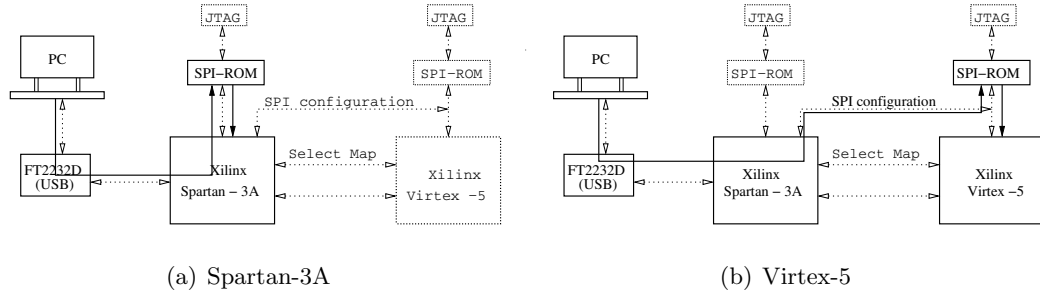 JTAG
JTAG
PC
SPI-ROM
SPI-ROM
SPI configuration
Select Map
FT2232D
(USB)
Xilinx
Spartan - 3A
Xilinx
Virtex -5
(a) Spartan-3A
JTAG
JTAG
PC
SPI-ROM
SPI-ROM
SPI configuration
Select Map
FT2232D
(USB)
Xilinx
Spartan - 3A
Xilinx
Virtex -5
(b) Virtex-5